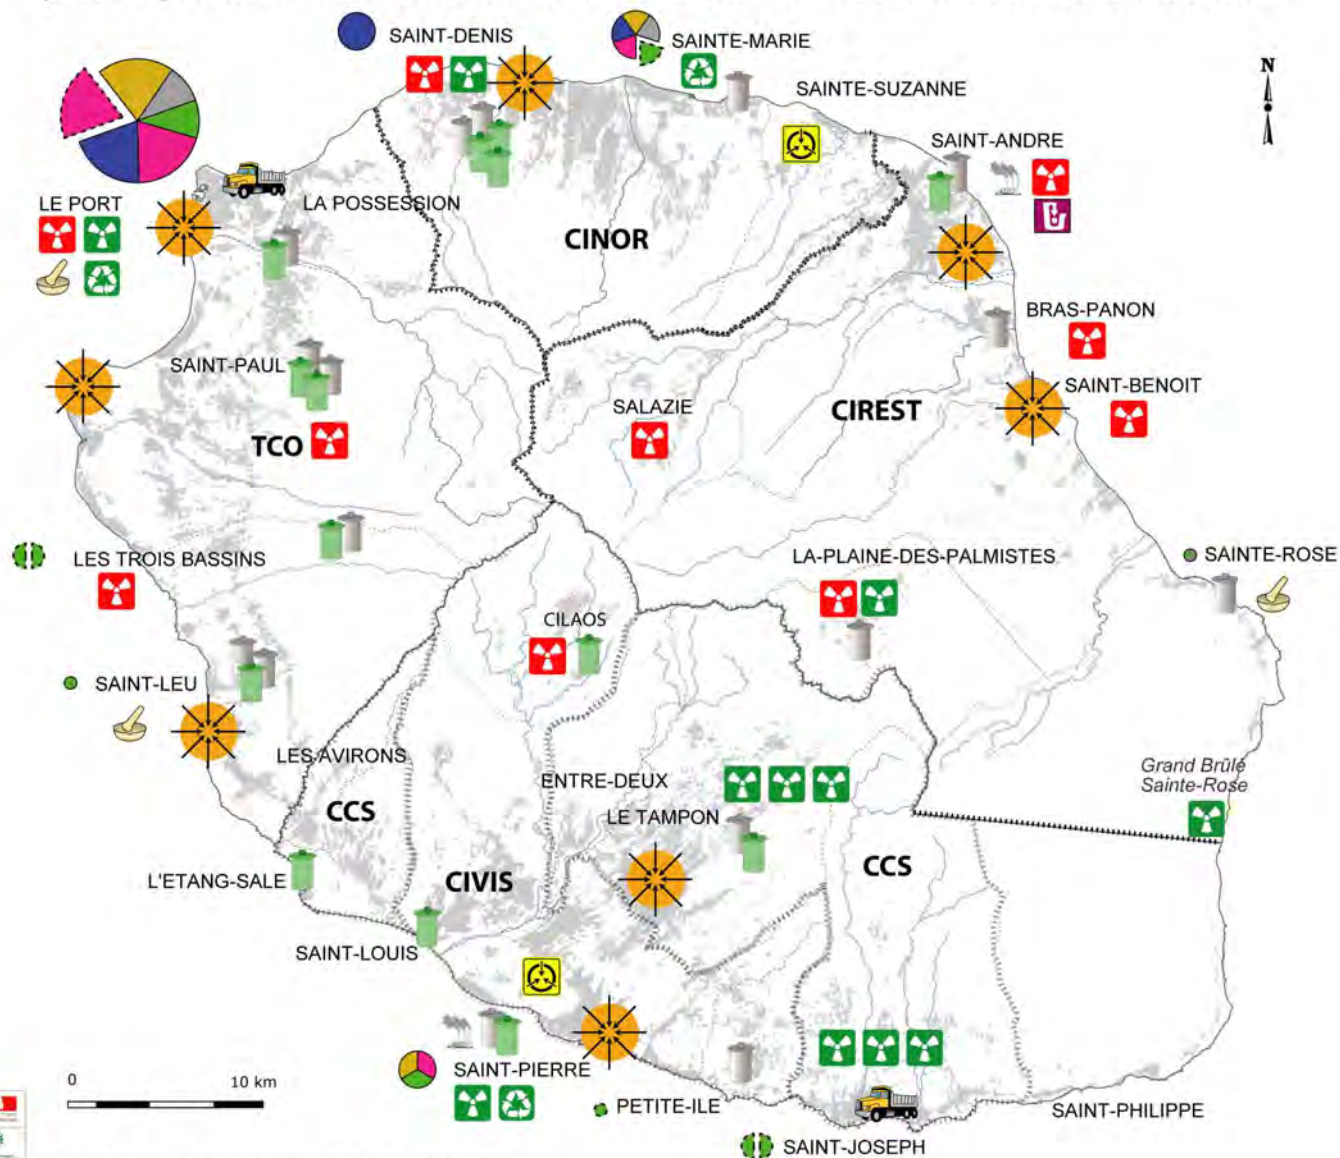 SAINT-DENIS
SAINTE-MARIE
N
SAINTE-SUZANNE
SAINT-ANDRE
LE PORT
LA POSSESSION
CINOR
BRAS-PANON
SAINT-PAUL
SAINT-BENOIT
SALAZIE
CIREST
TCO
LES TROIS BASSINS
LA-PLAINE-DES-PALMISTES
SAINTE-ROSE
CILAOS
SAINT-LEU
LES AVIRONS
ENTRE-DEUX
Grand Brûlé
Sainte-Rose
CCS
LE TAMPON
CCS
L'ETANG-SALE
CIVIS
SAINT-LOUIS
0 10 km
SAINT-PIERRE
PETITE-ILE
SAINT-PHILIPPE
SAINT-JOSEPH